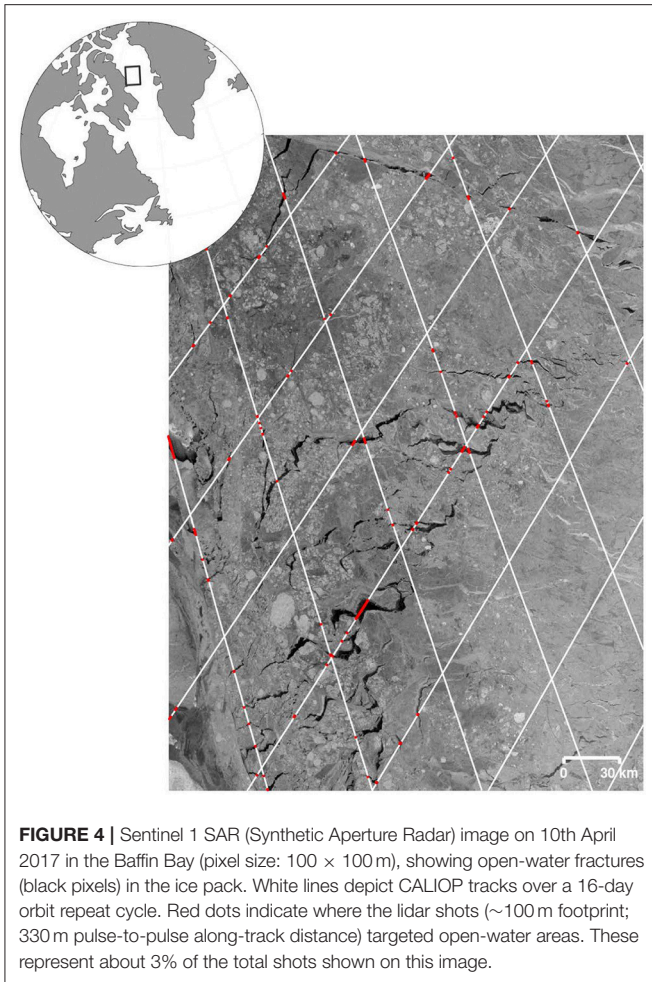 0 30 km
FIGURE 4 | Sentinel 1 SAR (Synthetic Aperture Radar) image on 10th April
2017 in the Baffin Bay (pixel size: 100 × 100 m), showing open-water fractures
(black pixels) in the ice pack. White lines depict CALIOP tracks over a 16-day
orbit repeat cycle. Red dots indicate where the lidar shots (∼100 m footprint;
330 m pulse-to-pulse along-track distance) targeted open-water areas. These
represent about 3% of the total shots shown on this image.